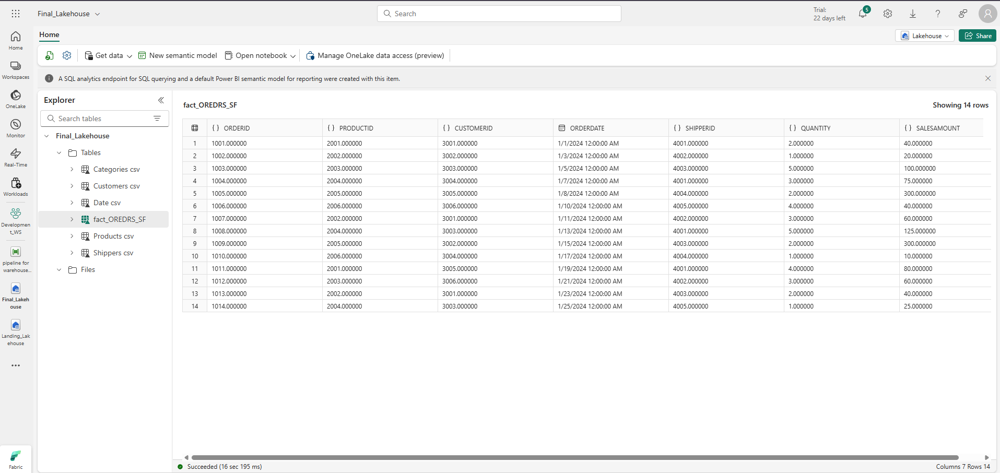 Final_Lakehouse
Search
Trial:
22 days left
5
Home
Lakehouse
Share
Get data
New semantic model
Open notebook
Manage OneLake data access (preview)
A SQL analytics endpoint for SQL querying and a default Power BI semantic model for reporting were created with this item.
Home
Workspaces
OneLake
Monitor
Real-Time
Workloads
Developmen
t_WS
pipeline for
warehouse...
Final_Lakeh
ouse
Landing_Lak
ehouse
Fabric
Explorer
Search tables
Final_Lakehouse
Tables
Categories csv
Customers csv
Date csv
fact_OREDRS_SF
Products csv
Shippers csv
Files
fact_OREDRS_SF
Showing 14 rows
{ } ORDERID { } PRODUCTID { } CUSTOMERID ORDERDATE { } SHIPPERID { } QUANTITY { } SALESAMOUNT
1 1001.000000 2001.000000 3001.000000 1/1/2024 12:00:00 AM 4001.000000 2.000000 40.000000
2 1002.000000 2002.000000 3002.000000 1/3/2024 12:00:00 AM 4002.000000 1.000000 20.000000
3 1003.000000 2003.000000 3003.000000 1/5/2024 12:00:00 AM 4003.000000 5.000000 100.000000
4 1004.000000 2004.000000 3004.000000 1/7/2024 12:00:00 AM 4001.000000 3.000000 75.000000
5 1005.000000 2005.000000 3005.000000 1/8/2024 12:00:00 AM 4004.000000 2.000000 300.000000
6 1006.000000 2006.000000 3006.000000 1/10/2024 12:00:00 AM 4005.000000 4.000000 40.000000
7 1007.000000 2002.000000 3001.000000 1/11/2024 12:00:00 AM 4002.000000 3.000000 60.000000
8 1008.000000 2004.000000 3003.000000 1/13/2024 12:00:00 AM 4001.000000 5.000000 125.000000
9 1009.000000 2005.000000 3002.000000 1/15/2024 12:00:00 AM 4003.000000 2.000000 300.000000
10 1010.000000 2006.000000 3004.000000 1/17/2024 12:00:00 AM 4004.000000 1.000000 10.000000
11 1011.000000 2001.000000 3005.000000 1/19/2024 12:00:00 AM 4001.000000 4.000000 80.000000
12 1012.000000 2003.000000 3006.000000 1/21/2024 12:00:00 AM 4002.000000 3.000000 60.000000
13 1013.000000 2002.000000 3001.000000 1/23/2024 12:00:00 AM 4003.000000 2.000000 40.000000
14 1014.000000 2004.000000 3003.000000 1/25/2024 12:00:00 AM 4005.000000 1.000000 25.000000
Succeeded (16 sec 195 ms)
Columns 7 Rows 14